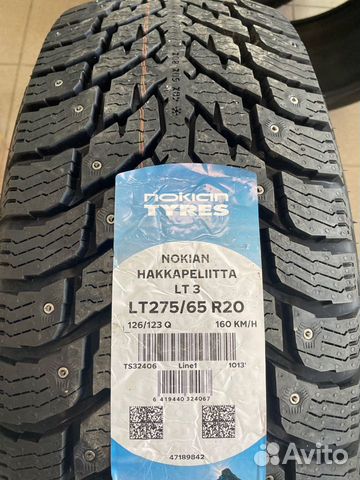 nokian
TYRES
NOKIAN
HAKKAPELIITTA
LT 3
LT275/65 R20
126/123 Q 160 KM/H
TS32406 Line1 1013'
6 419440 324067
47189842
Avito